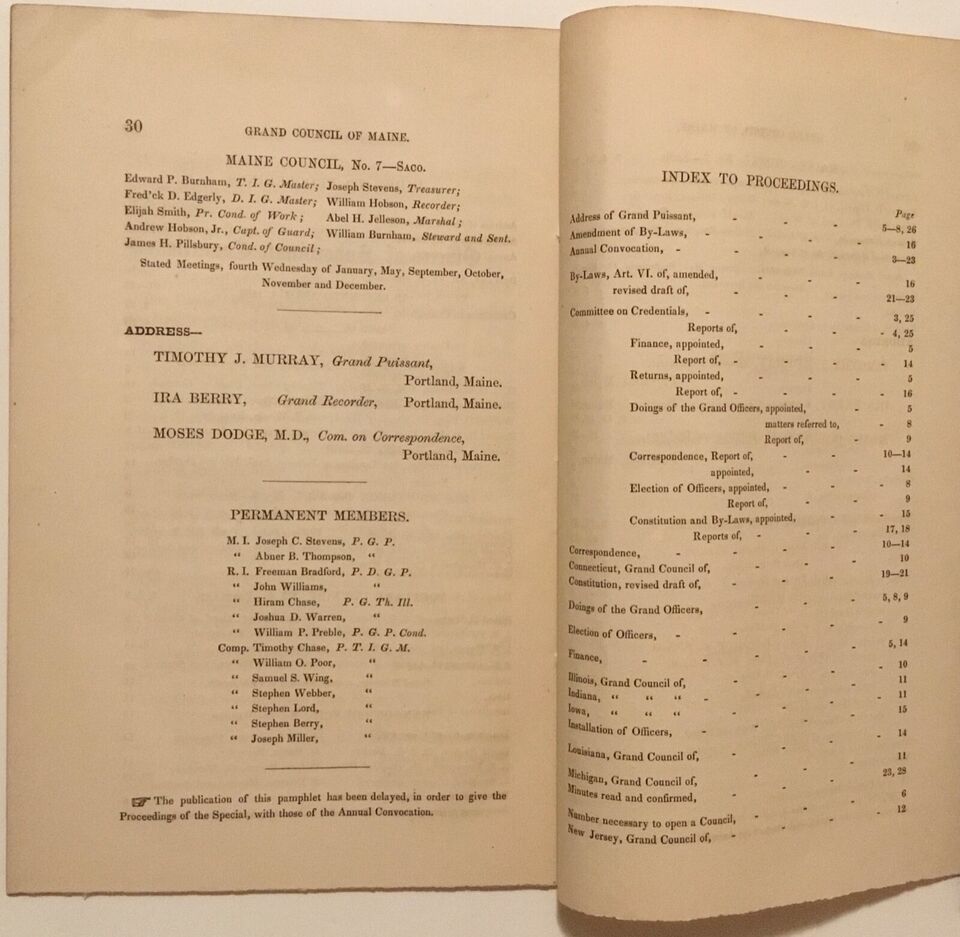 30
GRAND COUNCIL OF MAINE.
MAINE COUNCIL, No. 7—Saco.
Edward P. Burnham, T. I. G. Master; Joseph Stevens, Treasurer;
Fred'ck D. Edgerly, D. I. G. Master; William Hobson, Recorder;
Elijah Smith, Pr. Cond. of Work; Abel H. Jelleson, Marshal;
Andrew Hobson, Jr., Capt. of Guard; William Burnham, Steward and Sent.
James H. Pillsbury, Cond. of Council;
Stated Meetings, fourth Wednesday of January, May, September, October,
November and December.
ADDRESS—
TIMOTHY J. MURRAY, Grand Puissant,
Portland, Maine.
IRA BERRY, Grand Recorder, Portland, Maine.
MOSES DODGE, M.D., Com. on Correspondence,
Portland, Maine.
PERMANENT MEMBERS.
M. I. Joseph C. Stevens, P. G. P.
“ Abner B. Thompson, “
R. I. Freeman Bradford, P. D. G. P.
“ John Williams, “
“ Hiram Chase, P. G. Th. Ill.
“ Joshua D. Warren, “
“ William P. Preble, P. G. P. Cond.
Comp. Timothy Chase, P. T. I. G. M.
“ William O. Poor, “
“ Samuel S. Wing, “
“ Stephen Webber, “
“ Stephen Lord, “
“ Stephen Berry, “
“ Joseph Miller, “
☞ The publication of this pamphlet has been delayed, in order to give the
Proceedings of the Special, with those of the Annual Convocation.
INDEX TO PROCEEDINGS.
Page
Address of Grand Puissant, - - - 5—8, 26
Amendment of By-Laws, - - - 16
Annual Convocation, - - - - 3—23
By-Laws, Art. VI. of, amended, - - 16
revised draft of, - - - 21—23
Committee on Credentials, - - - 3, 25
Reports of, - - - 4, 25
Finance, appointed, - - - 5
Report of, - - - - 14
Returns, appointed, - - - 5
Report of, - - - - 16
Doings of the Grand Officers, appointed, - 5
matters referred to, - 8
Report of, - 9
Correspondence, Report of, - - 10—14
appointed, - - 14
Election of Officers, appointed, - - - 8
Report of, - - 9
Constitution and By-Laws, appointed, - - 15
Reports of, - - - 17, 18
Correspondence, - - - - 10—14
Connecticut, Grand Council of, - - - 10
Constitution, revised draft of, - - - 19—21
Doings of the Grand Officers, - - - 5, 8, 9
Election of Officers, - - - - 9
Finance, - - - - - 5, 14
Illinois, Grand Council of, - - - 10
Indiana, “ “ “ - - - 11
Iowa, “ “ “ - - - 11
Installation of Officers, - - - - 15
Louisiana, Grand Council of, - - - 14
Michigan, Grand Council of, - - - 11
Minutes read and confirmed, - - - 23, 28
Number necessary to open a Council, - - - 6
New Jersey, Grand Council of, - - - 12